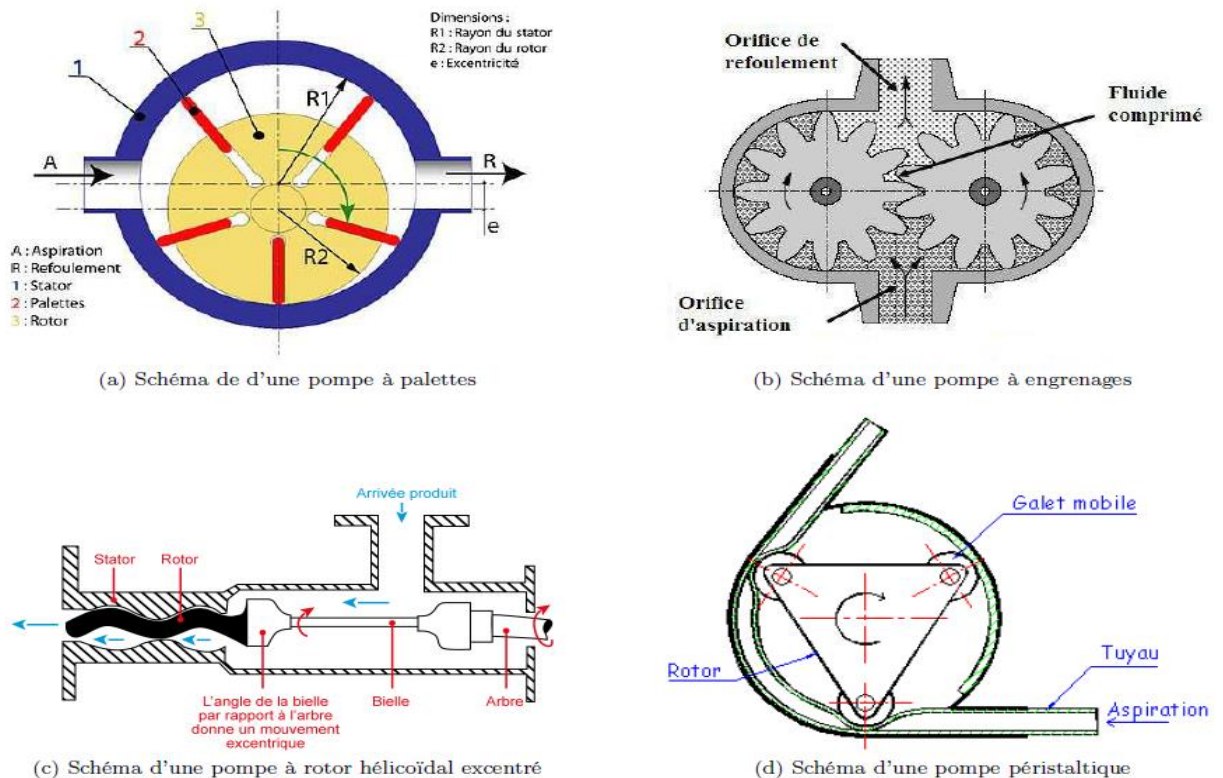 3
2
1
Dimensions :
R1 : Rayon du stator
R2 : Rayon du rotor
e : Excentricité
R1
A
R
e
R2
A : Aspiration
R : Refoulement
1 : Stator
2 : Palettes
3 : Rotor
(a) Schéma de d'une pompe à palettes
Orifice de
refoulement
Fluide
comprimé
Orifice
d'aspiration
(b) Schéma d'une pompe à engrenages
Arrivée produit
Stator
Rotor
L'angle de la bielle
par rapport à l'arbre
donne un mouvement
excentrique
Bielle
Arbre
(c) Schéma d'une pompe à rotor hélicoïdal excentré
Galet mobile
Rotor
Tuyau
Aspiration
(d) Schéma d'une pompe péristaltique